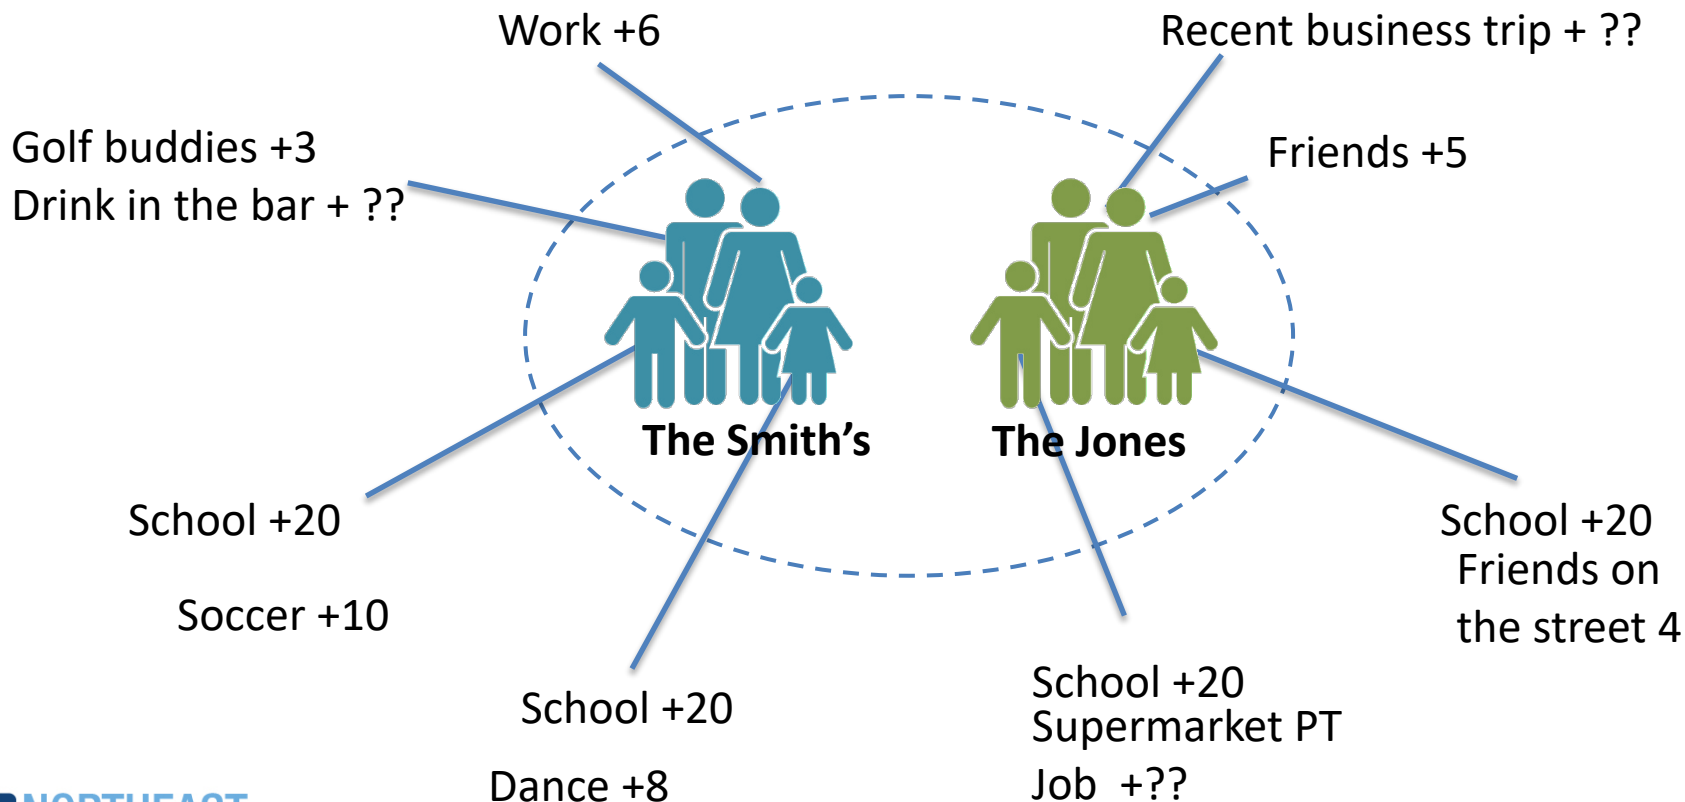 Work +6
Recent business trip + ??
Golf buddies +3
Drink in the bar + ??
Friends +5
The Smith’s
The Jones
School +20
Soccer +10
School +20
Dance +8
School +20
Supermarket PT
Job +??
School +20
Friends on
the street 4
NORTHEAST